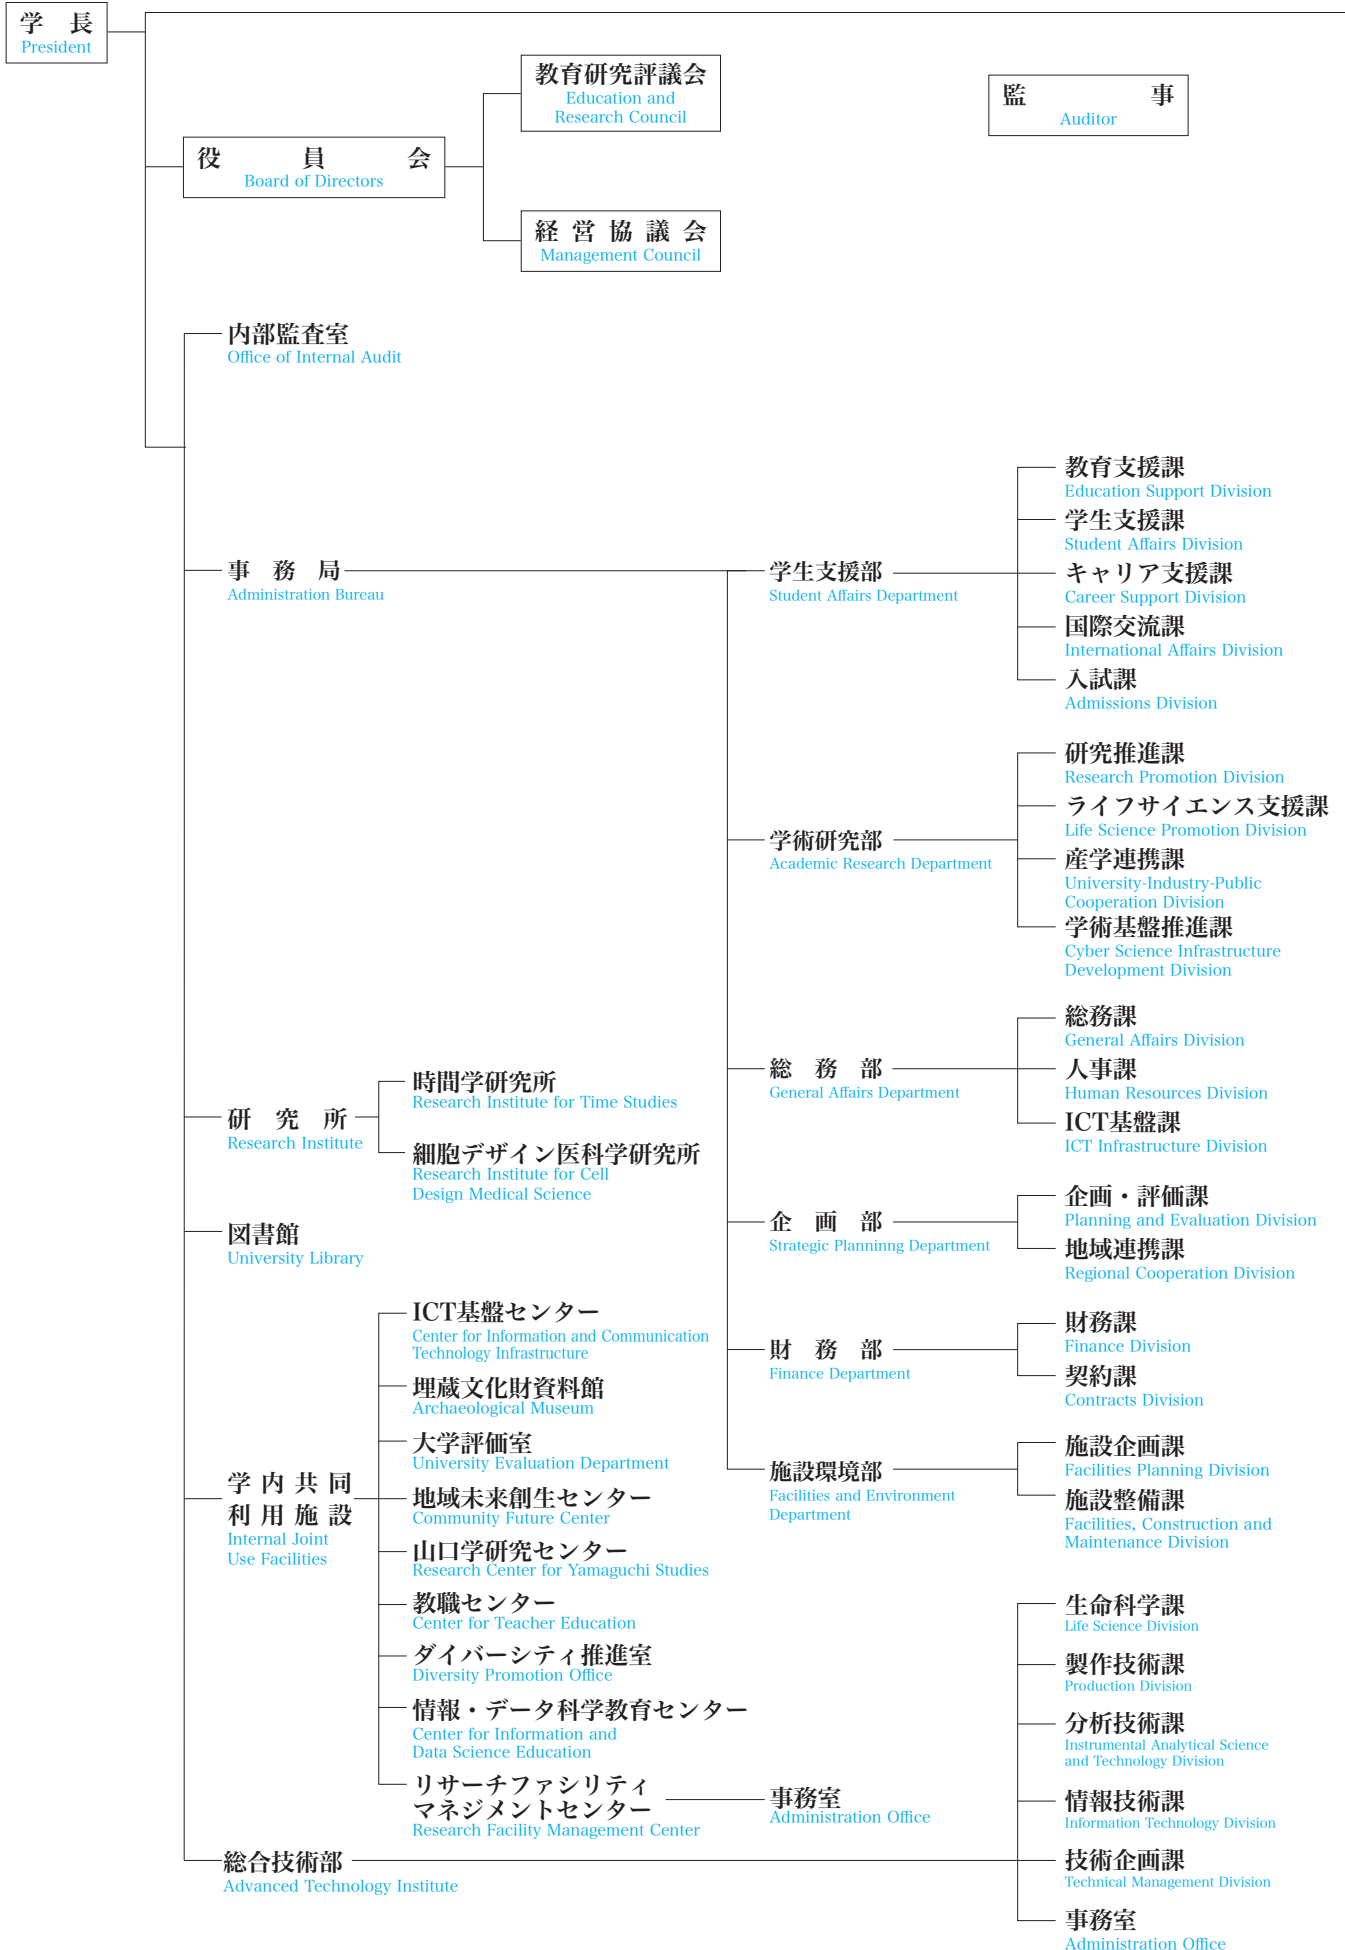 学長
President
教育研究評議会
Education and
Research Council
監事
Auditor
役員会
Board of Directors
経営協議会
Management Council
内部監査室
Office of Internal Audit
事務局
Administration Bureau
学生支援部
Student Affairs Department
教育支援課
Education Support Division
学生支援課
Student Affairs Division
キャリア支援課
Career Support Division
国際交流課
International Affairs Division
入試課
Admissions Division
学術研究部
Academic Research Department
研究推進課
Research Promotion Division
ライフサイエンス支援課
Life Science Promotion Division
産学連携課
University-Industry-Public
Cooperation Division
学術基盤推進課
Cyber Science Infrastructure
Development Division
総務部
General Affairs Department
総務課
General Affairs Division
人事課
Human Resources Division
ICT基盤課
ICT Infrastructure Division
企画部
Strategic Planninng Department
企画・評価課
Planning and Evaluation Division
地域連携課
Regional Cooperation Division
財務部
Finance Department
財務課
Finance Division
契約課
Contracts Division
施設環境部
Facilities and Environment
Department
施設企画課
Facilities Planning Division
施設整備課
Facilities, Construction and
Maintenance Division
研究所
Research Institute
時間学研究所
Research Institute for Time Studies
細胞デザイン医科学研究所
Research Institute for Cell
Design Medical Science
図書館
University Library
学内共同
利用施設
Internal Joint
Use Facilities
ICT基盤センター
Center for Information and Communication
Technology Infrastructure
埋蔵文化財資料館
Archaeological Museum
大学評価室
University Evaluation Department
地域未来創生センター
Community Future Center
山口学研究センター
Research Center for Yamaguchi Studies
教職センター
Center for Teacher Education
ダイバーシティ推進室
Diversity Promotion Office
情報・データ科学教育センター
Center for Information and
Data Science Education
リサーチファシリティ
マネジメントセンター
Research Facility Management Center
事務室
Administration Office
総合技術部
Advanced Technology Institute
生命科学課
Life Science Division
製作技術課
Production Division
分析技術課
Instrumental Analytical Science
and Technology Division
情報技術課
Information Technology Division
技術企画課
Technical Management Division
事務室
Administration Office